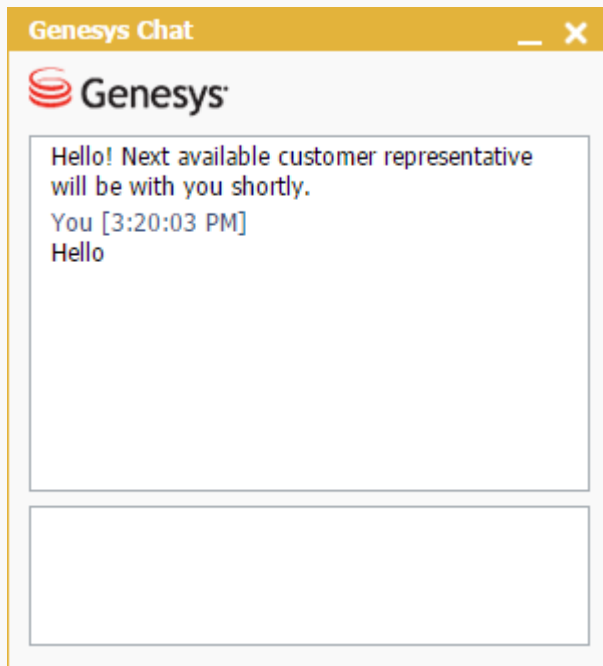 Genesys Chat
Genesys
Hello! Next available customer representative
will be with you shortly.
You [3:20:03 PM]
Hello